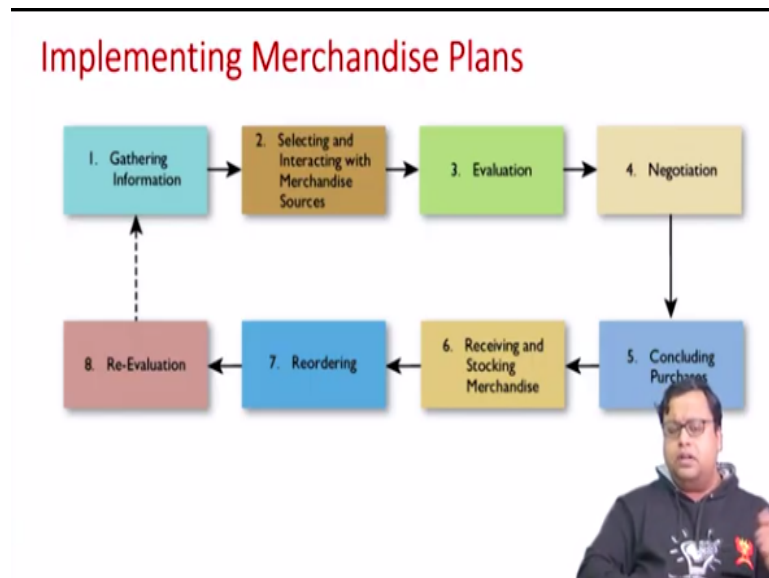 Implementing Merchandise Plans
1. Gathering
Information
2. Selecting and
Interacting with
Merchandise
Sources
3. Evaluation
4. Negotiation
5. Concluding
Purchases
6. Receiving and
Stocking
Merchandise
7. Reordering
8. Re-Evaluation